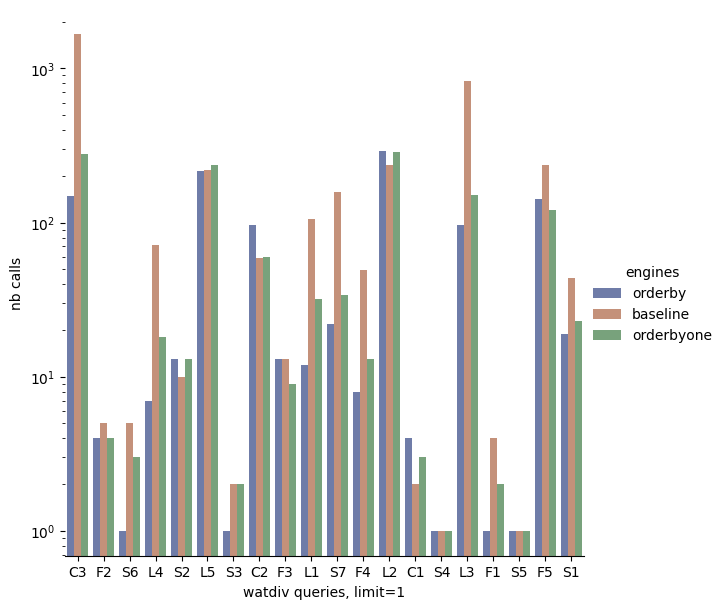 10³
10²
10¹
10⁰
nb calls
C3 F2 S6 L4 S2 L5 S3 C2 F3 L1 S7 F4 L2 C1 S4 L3 F1 S5 F5 S1
watdiv queries, limit=1
engines
orderby
baseline
orderbyone